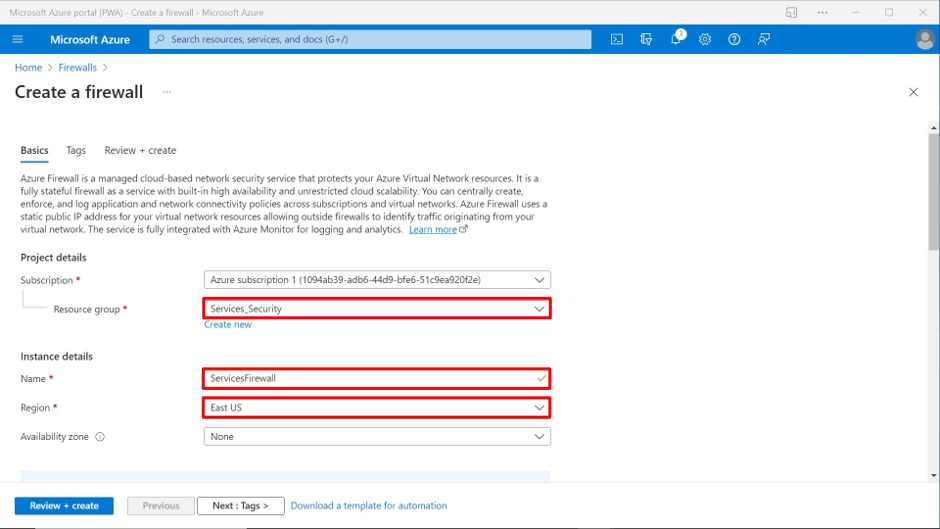 Microsoft Azure portal (PWA) - Create a firewall - Microsoft Azure
Microsoft Azure
Search resources, services, and docs (G+/)
3
Home > Firewalls >
Create a firewall ...
Basics Tags Review + create
Azure Firewall is a managed cloud-based network security service that protects your Azure Virtual Network resources. It is a
fully stateful firewall as a service with built-in high availability and unrestricted cloud scalability. You can centrally create,
enforce, and log application and network connectivity policies across subscriptions and virtual networks. Azure Firewall uses a
static public IP address for your virtual network resources allowing outside firewalls to identify traffic originating from your
virtual network. The service is fully integrated with Azure Monitor for logging and analytics. Learn more
Project details
Subscription * Azure subscription 1 (1094ab39-adb6-44d9-bfe6-51c9ea920f2e)
Resource group * Services_Security
Create new
Instance details
Name * ServicesFirewall
Region * East US
Availability zone None
Review + create Previous Next : Tags > Download a template for automation